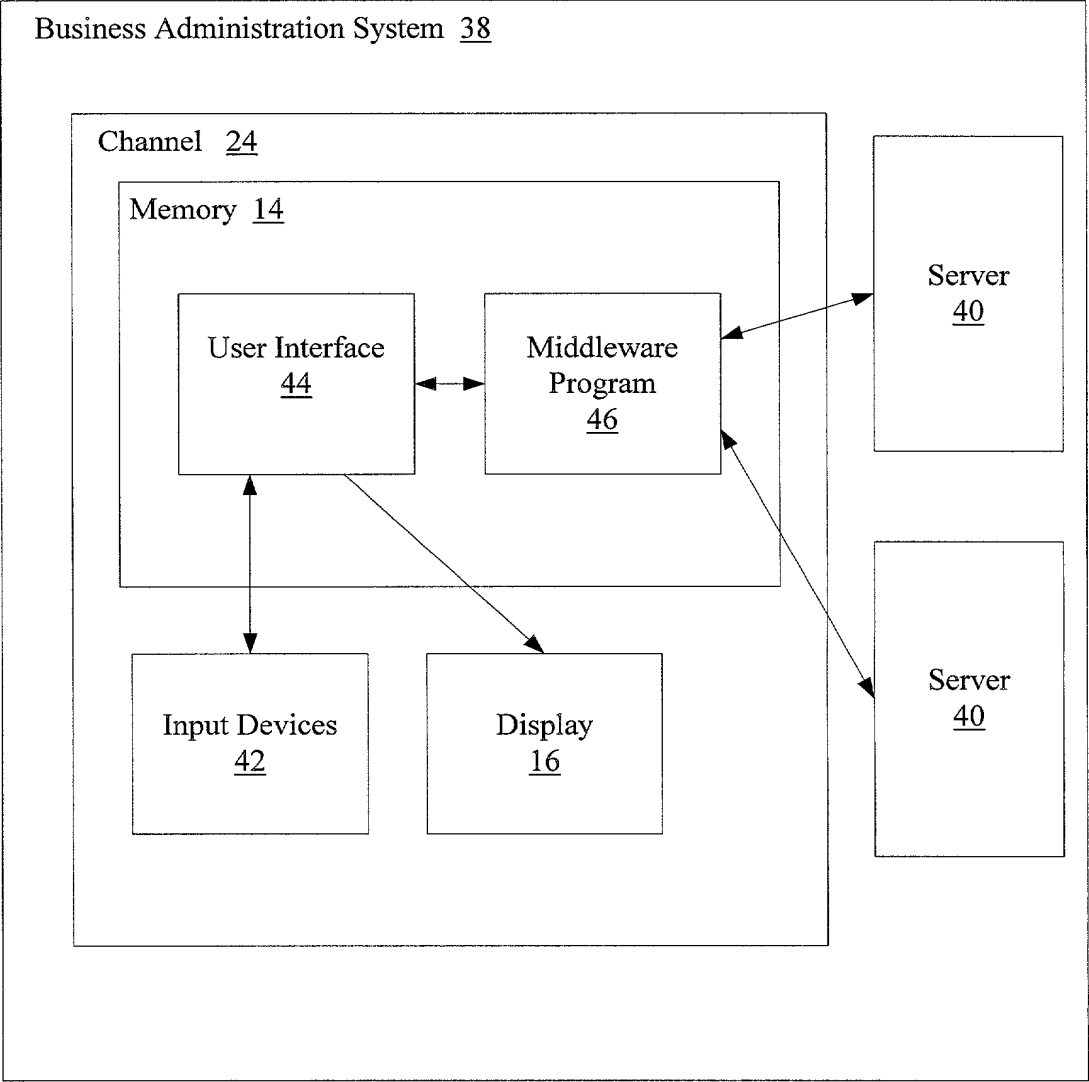 Business Administration System 38
Channel 24
Memory 14
User Interface
44
Middleware
Program
46
Server
40
Input Devices
42
Display
16
Server
40